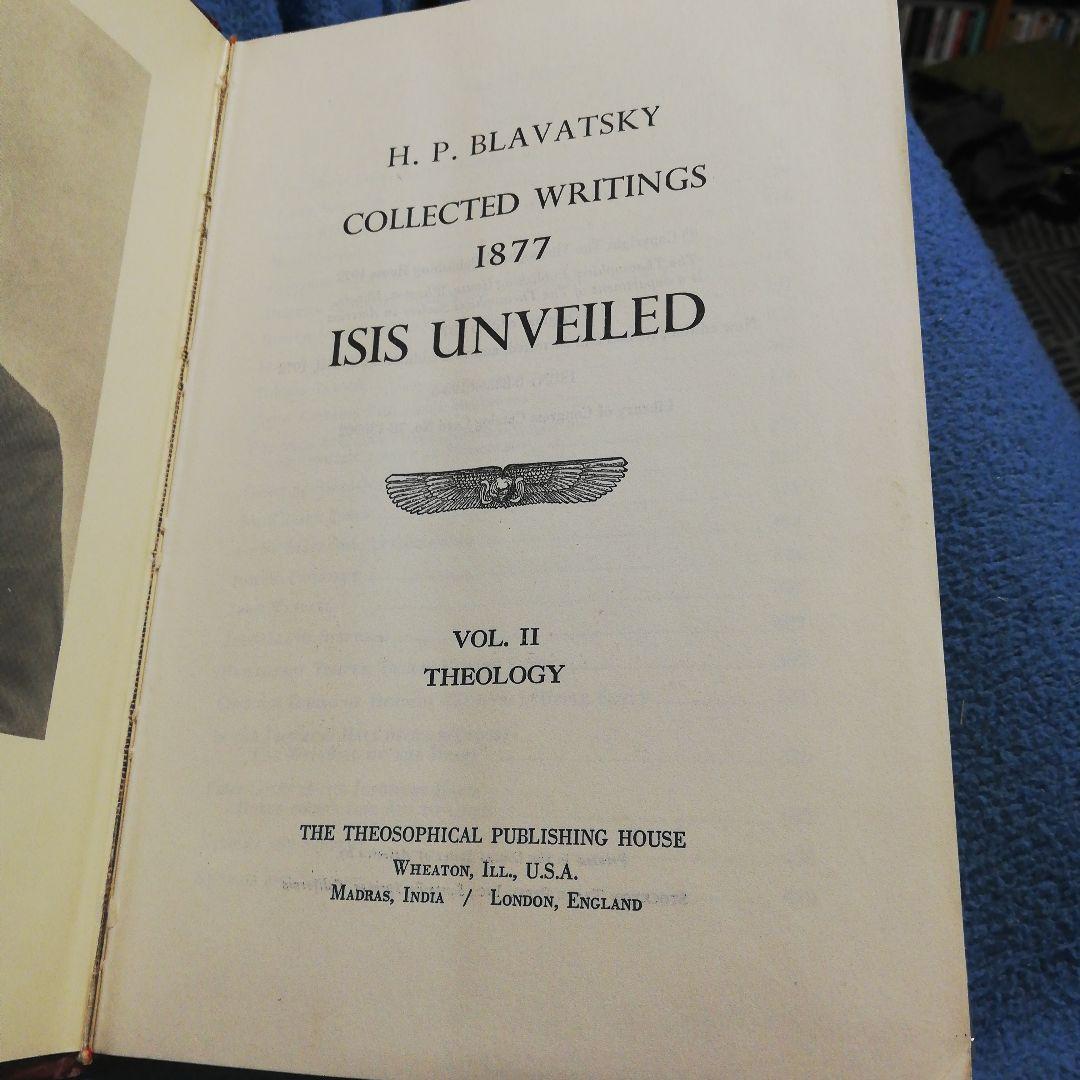 H. P. BLAVATSKY
COLLECTED WRITINGS
1877
ISIS UNVEILED
VOL. II
THEOLOGY
THE THEOSOPHICAL PUBLISHING HOUSE
WHEATON, ILL., U.S.A.
MADRAS, INDIA / LONDON, ENGLAND